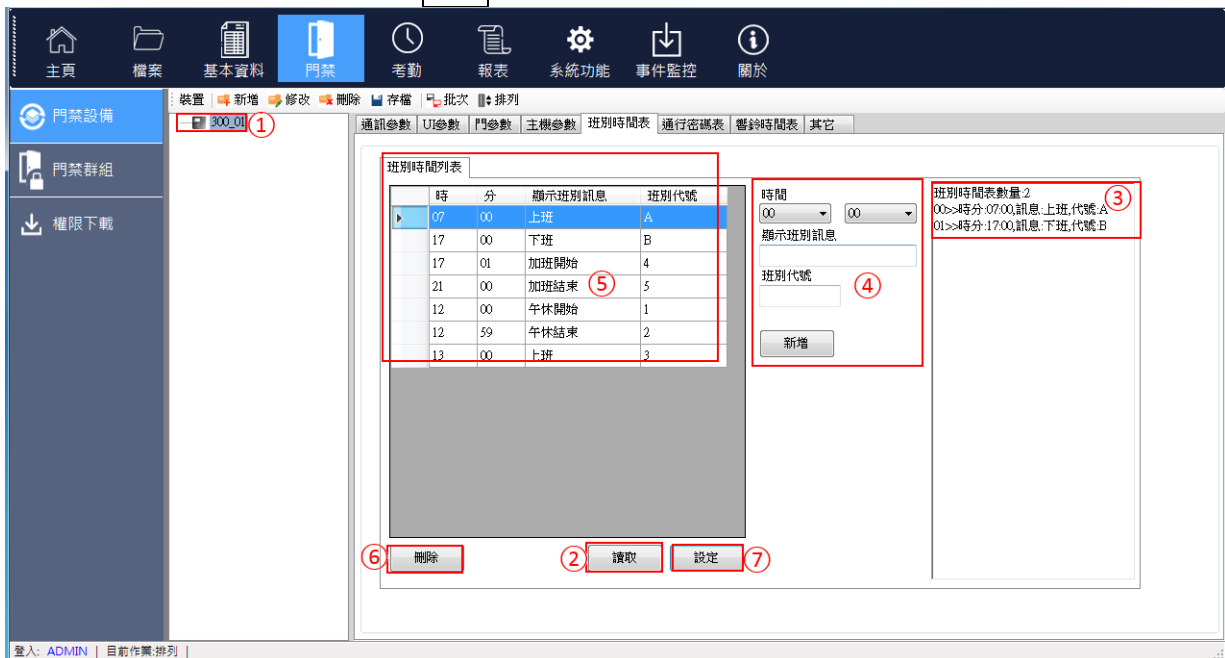 主頁 檔案 基本資料 門禁 考勤 報表 系統功能 事件監控 關於
門禁設備
門禁群組
權限下載
裝置 新增 修改 刪除 存檔 批次 排列
300_01 ①
通訊參數 UI參數 門參數 主機參數 班別時間表 通行密碼表 響鈴時間表 其它
班別時間列表
時 分 顯示班別訊息 班別代號
07 00 上班 A
17 00 下班 B
17 01 加班開始 4
21 00 加班結束 5
12 00 午休開始 1
12 59 午休結束 2
13 00 上班 3
⑤
時間
00 00
顯示班別訊息
班別代號
④
新增
班別時間表數量:2
00>>時分:07:00,訊息:上班,代號:A
01>>時分:17:00,訊息:下班,代號:B
③
⑥ 刪除 ② 讀取 設定 ⑦
登入: ADMIN | 目前作業:排列 |